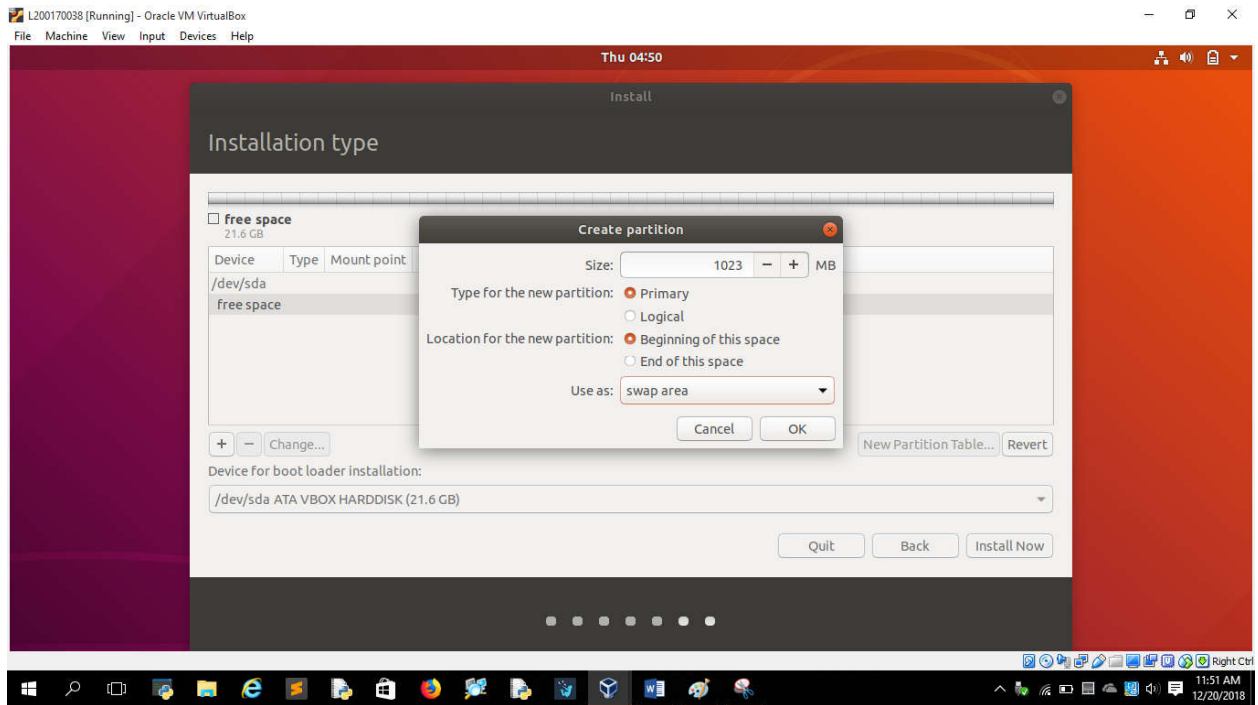 L200170038 [Running] - Oracle VM VirtualBox
File Machine View Input Devices Help
Thu 04:50
Install
Installation type
free space
21.6 GB
Device Type Mount point
/dev/sda
free space
Create partition
Size: 1023 − + MB
Type for the new partition: Primary
Logical
Location for the new partition: Beginning of this space
End of this space
Use as: swap area
Cancel OK
+ − Change... New Partition Table... Revert
Device for boot loader installation:
/dev/sda ATA VBOX HARDDISK (21.6 GB)
Quit Back Install Now
Right Ctrl
11:51 AM
12/20/2018